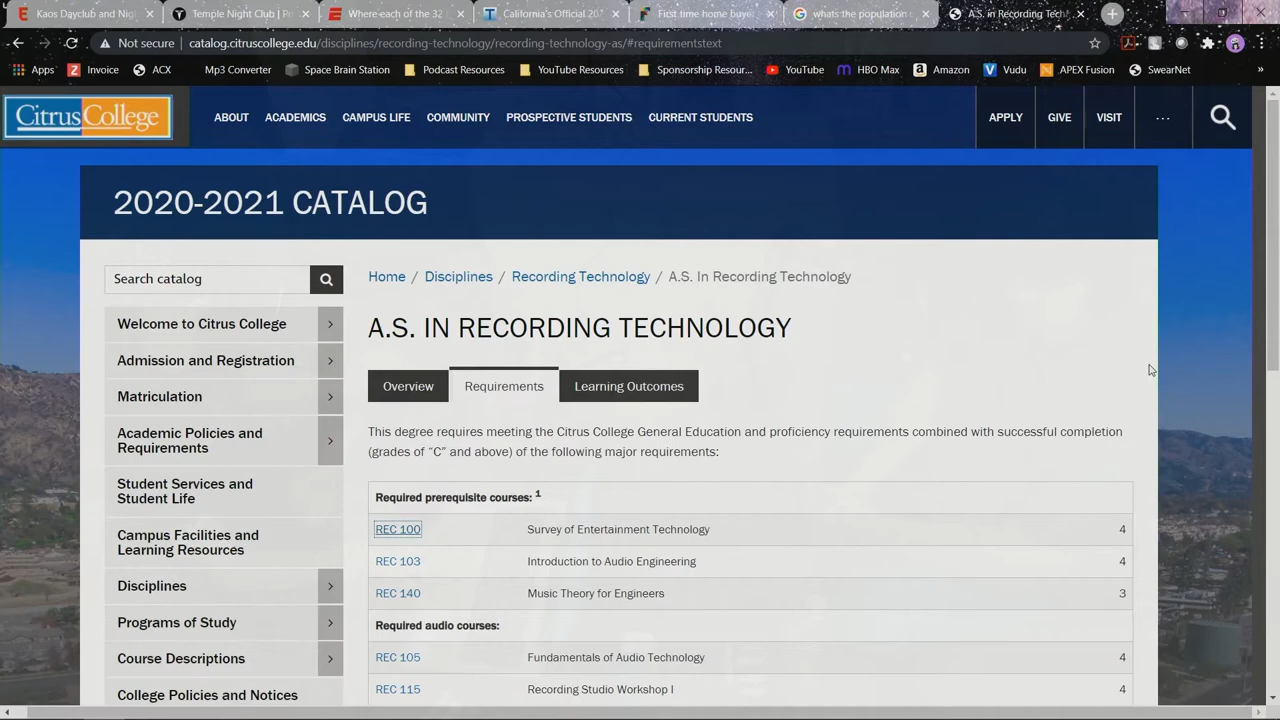 Kaos Dayclub and Nig
Temple Night Club | P
Where each of the 32
California's Official 20
First time home buye
whats the population
A.S. in Recording Tech
Not secure
catalog.citruscollege.edu/disciplines/recording-technology/recording-technology-as/#requirementstext
Apps
Invoice
ACX
Mp3 Converter
Space Brain Station
Podcast Resources
YouTube Resources
Sponsorship Resour...
YouTube
HBO Max
Amazon
Vudu
APEX Fusion
SwearNet
»
CitrusCollege
ABOUT
ACADEMICS
CAMPUS LIFE
COMMUNITY
PROSPECTIVE STUDENTS
CURRENT STUDENTS
APPLY
GIVE
VISIT
...
2020-2021 CATALOG
Search catalog
Welcome to Citrus College
Admission and Registration
Matriculation
Academic Policies and
Requirements
Student Services and
Student Life
Campus Facilities and
Learning Resources
Disciplines
Programs of Study
Course Descriptions
College Policies and Notices
Home / Disciplines / Recording Technology / A.S. In Recording Technology
A.S. IN RECORDING TECHNOLOGY
Overview
Requirements
Learning Outcomes
This degree requires meeting the Citrus College General Education and proficiency requirements combined with successful completion
(grades of "C" and above) of the following major requirements:
Required prerequisite courses: 1
REC 100 Survey of Entertainment Technology 4
REC 103 Introduction to Audio Engineering 4
REC 140 Music Theory for Engineers 3
Required audio courses:
REC 105 Fundamentals of Audio Technology 4
REC 115 Recording Studio Workshop I 4